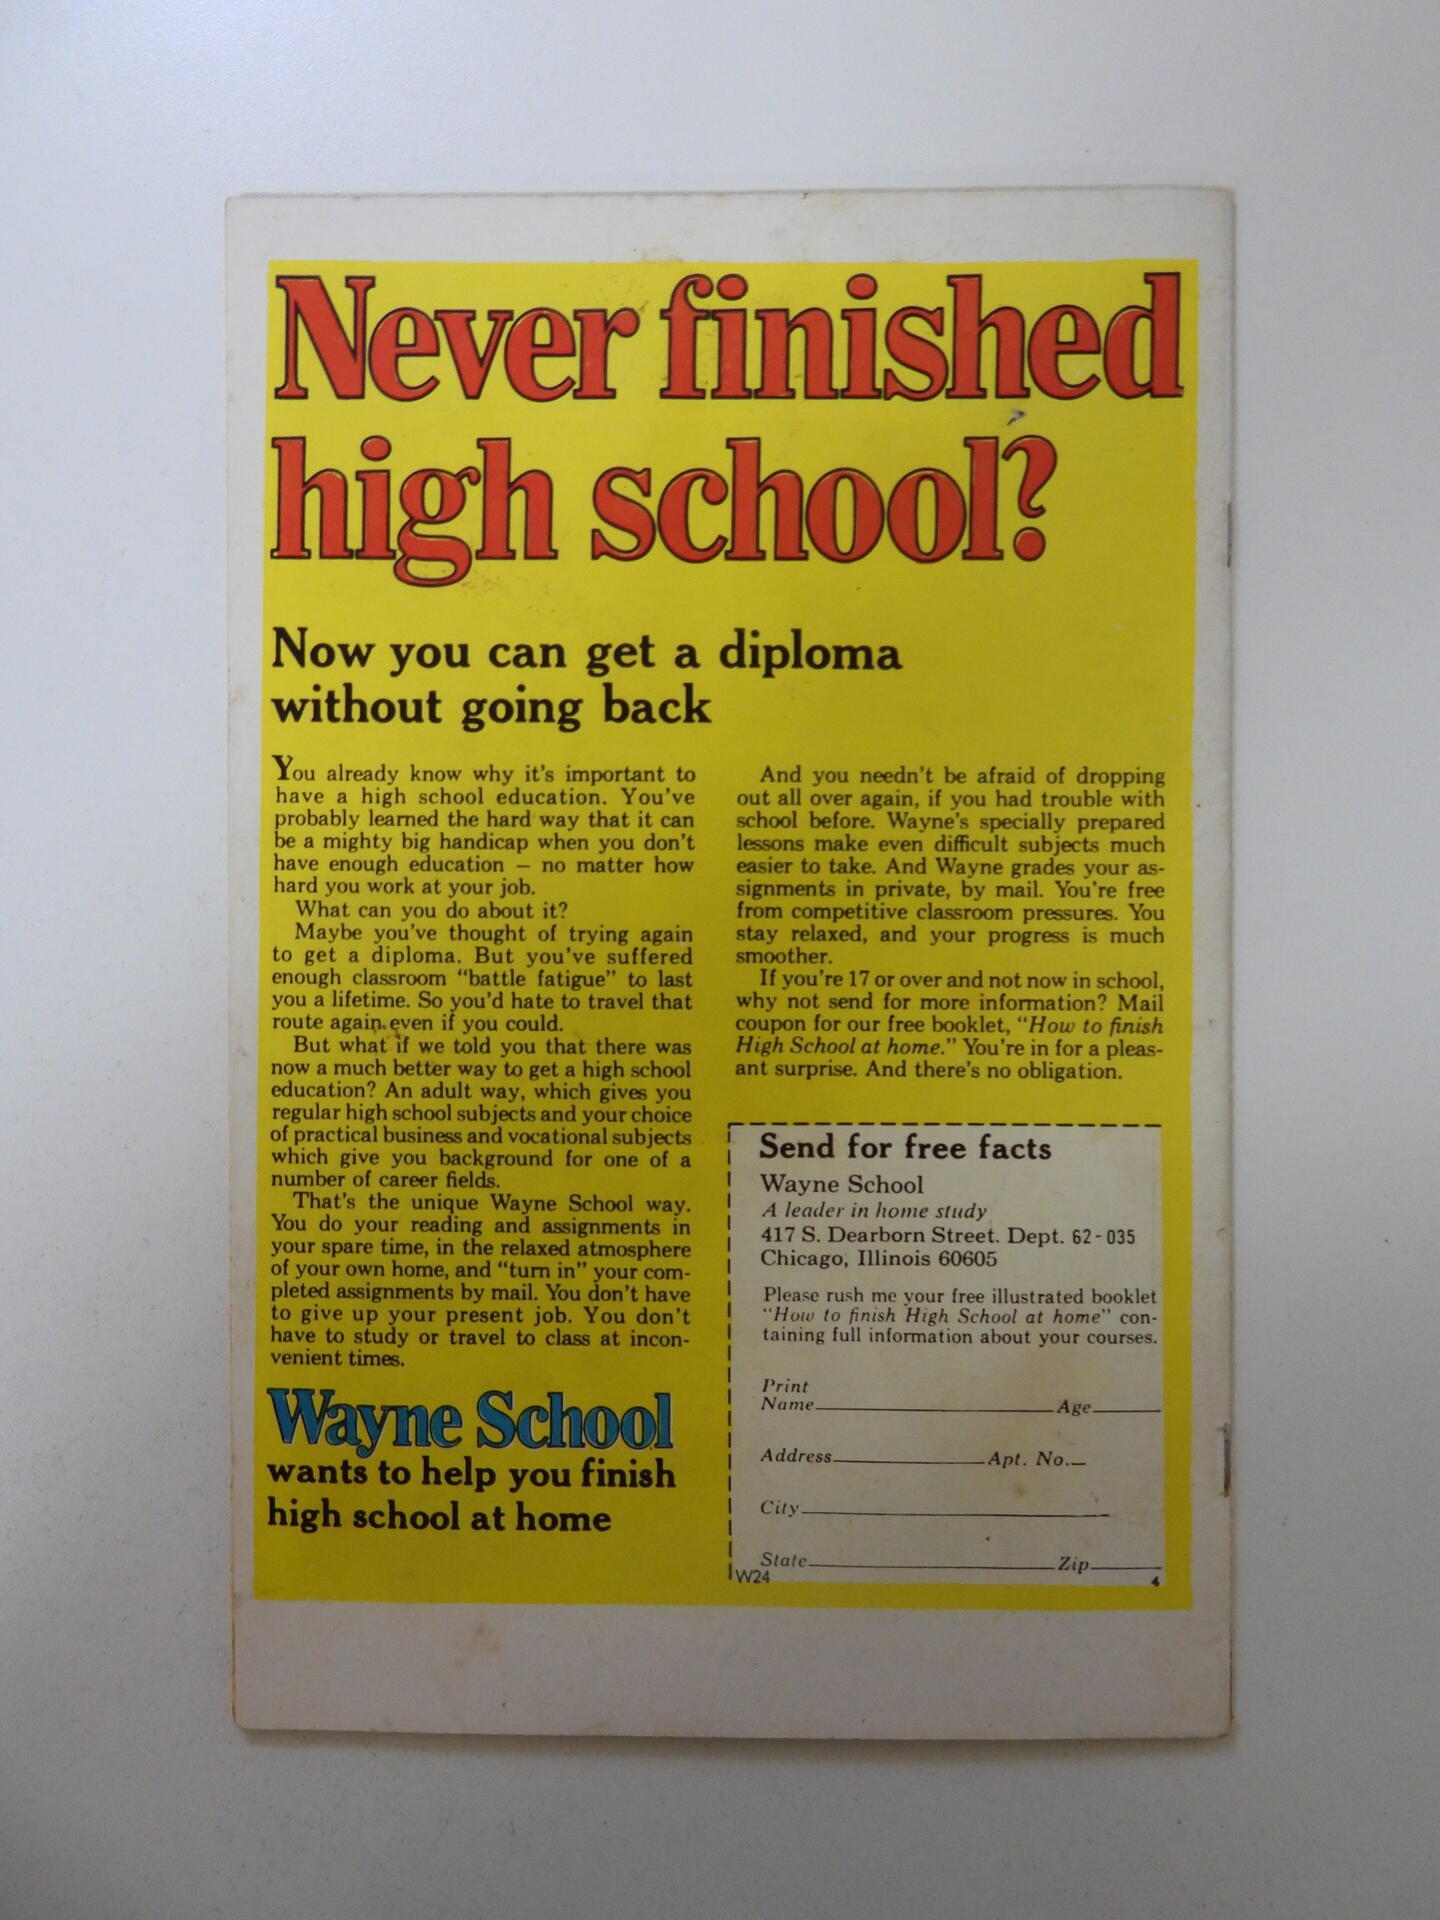 Never finished
high school?
Now you can get a diploma
without going back
You already know why it's important to
have a high school education. You've
probably learned the hard way that it can
be a mighty big handicap when you don't
have enough education – no matter how
hard you work at your job.
What can you do about it?
Maybe you've thought of trying again
to get a diploma. But you've suffered
enough classroom "battle fatigue" to last
you a lifetime. So you'd hate to travel that
route again even if you could.
But what if we told you that there was
now a much better way to get a high school
education? An adult way, which gives you
regular high school subjects and your choice
of practical business and vocational subjects
which give you background for one of a
number of career fields.
That's the unique Wayne School way.
You do your reading and assignments in
your spare time, in the relaxed atmosphere
of your own home, and "turn in" your com-
pleted assignments by mail. You don't have
to give up your present job. You don't
have to study or travel to class at incon-
venient times.
Wayne School
wants to help you finish
high school at home
And you needn't be afraid of dropping
out all over again, if you had trouble with
school before. Wayne's specially prepared
lessons make even difficult subjects much
easier to take. And Wayne grades your as-
signments in private, by mail. You're free
from competitive classroom pressures. You
stay relaxed, and your progress is much
smoother.
If you're 17 or over and not now in school,
why not send for more information? Mail
coupon for our free booklet, "How to finish
High School at home." You're in for a pleas-
ant surprise. And there's no obligation.
Send for free facts
Wayne School
A leader in home study
417 S. Dearborn Street. Dept. 62-035
Chicago, Illinois 60605
Please rush me your free illustrated booklet
"How to finish High School at home" con-
taining full information about your courses.
Print
Name Age
Address Apt. No.
City
State Zip
W24 4